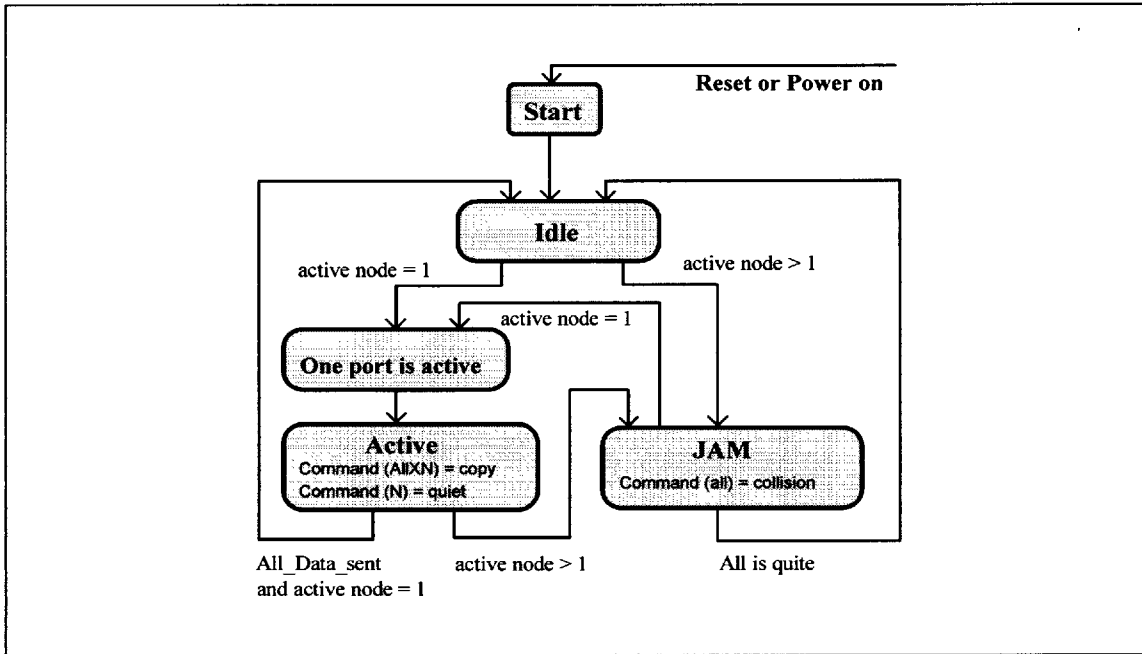 Reset or Power on
Start
Idle
active node = 1
active node > 1
active node = 1
One port is active
Active
Command (AllXN) = copy
Command (N) = quiet
JAM
Command (all) = collision
All_Data_sent
and active node = 1
active node > 1
All is quite